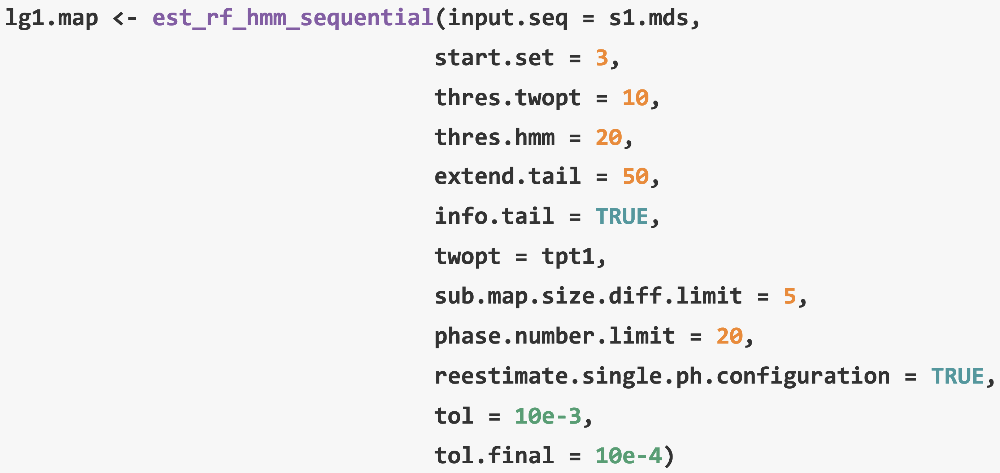 lg1.map <- est_rf_hmm_sequential(input.seq = s1.mds,
start.set = 3,
thres.twopt = 10,
thres.hmm = 20,
extend.tail = 50,
info.tail = TRUE,
twopt = tpt1,
sub.map.size.diff.limit = 5,
phase.number.limit = 20,
reestimate.single.ph.configuration = TRUE,
tol = 10e-3,
tol.final = 10e-4)